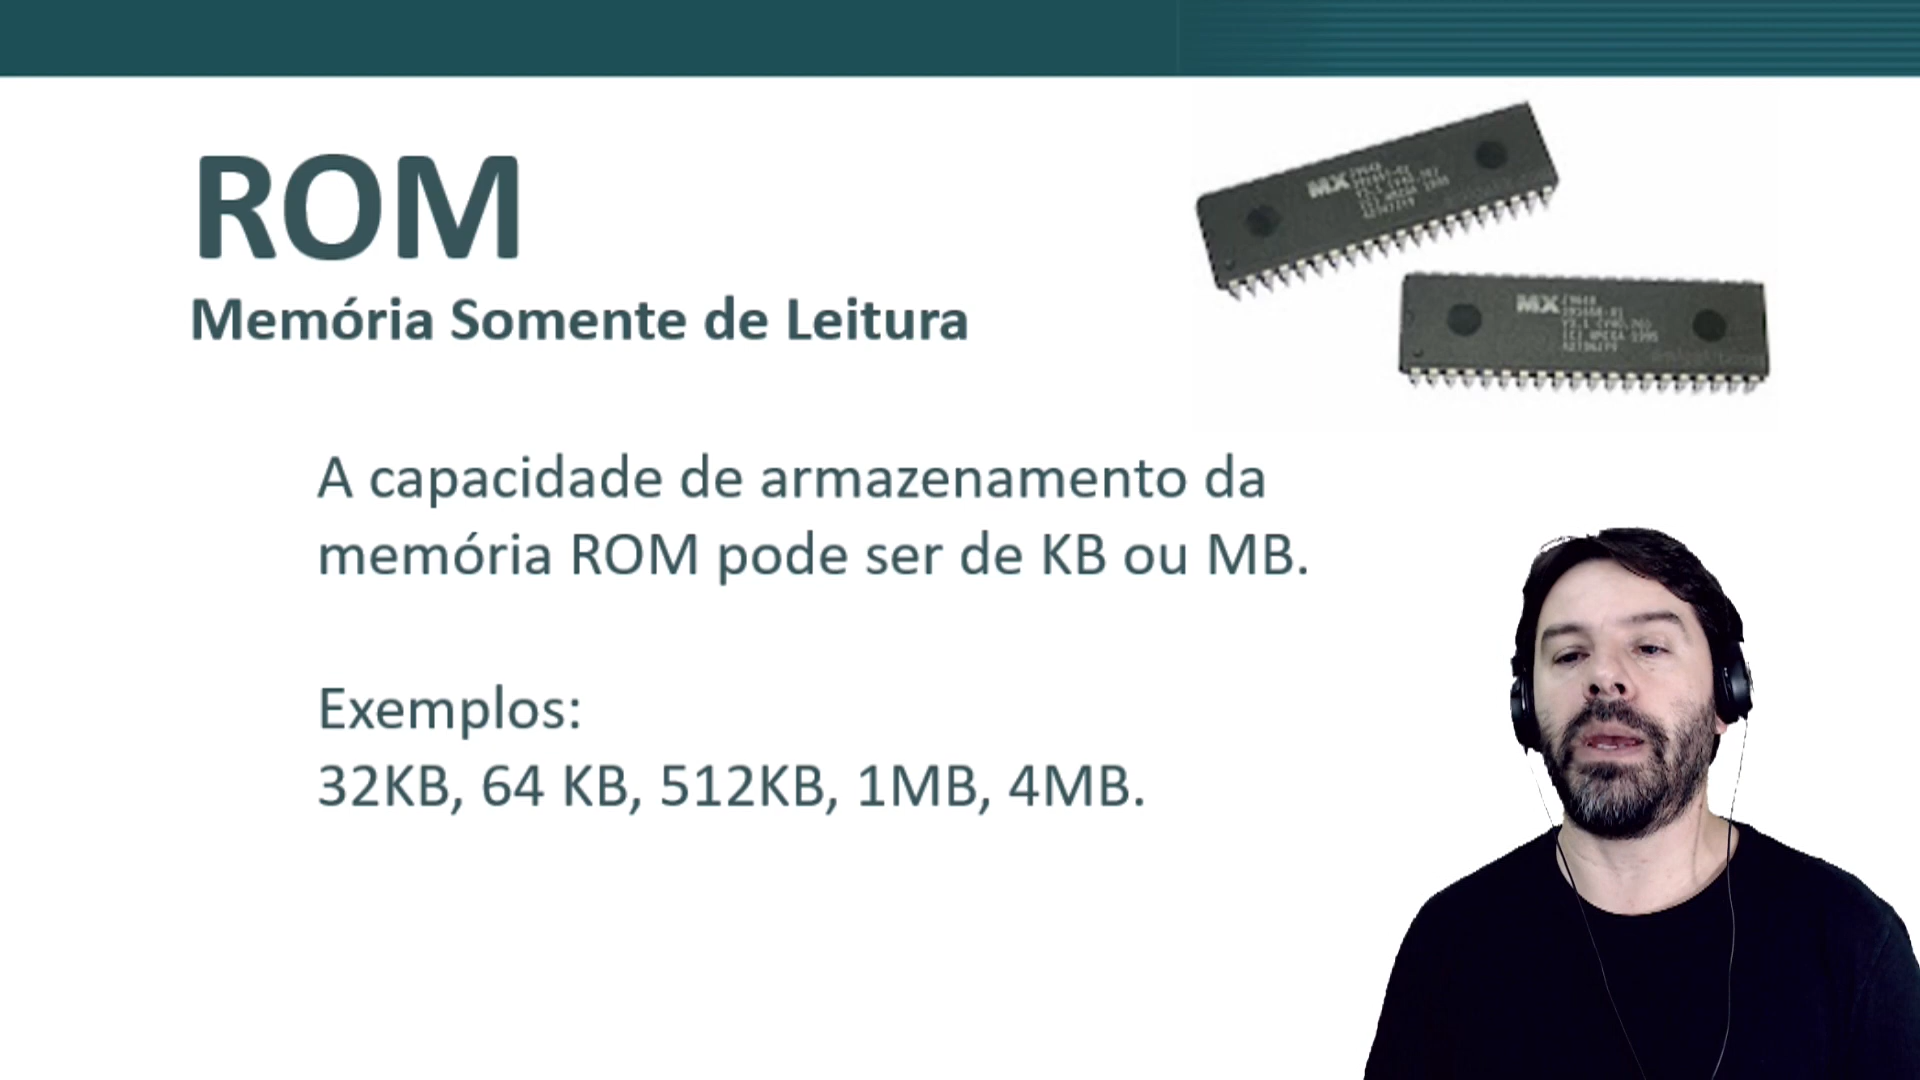 ROM
Memória Somente de Leitura
MX
MX
A capacidade de armazenamento da
memória ROM pode ser de KB ou MB.
Exemplos:
32KB, 64 KB, 512KB, 1MB, 4MB.